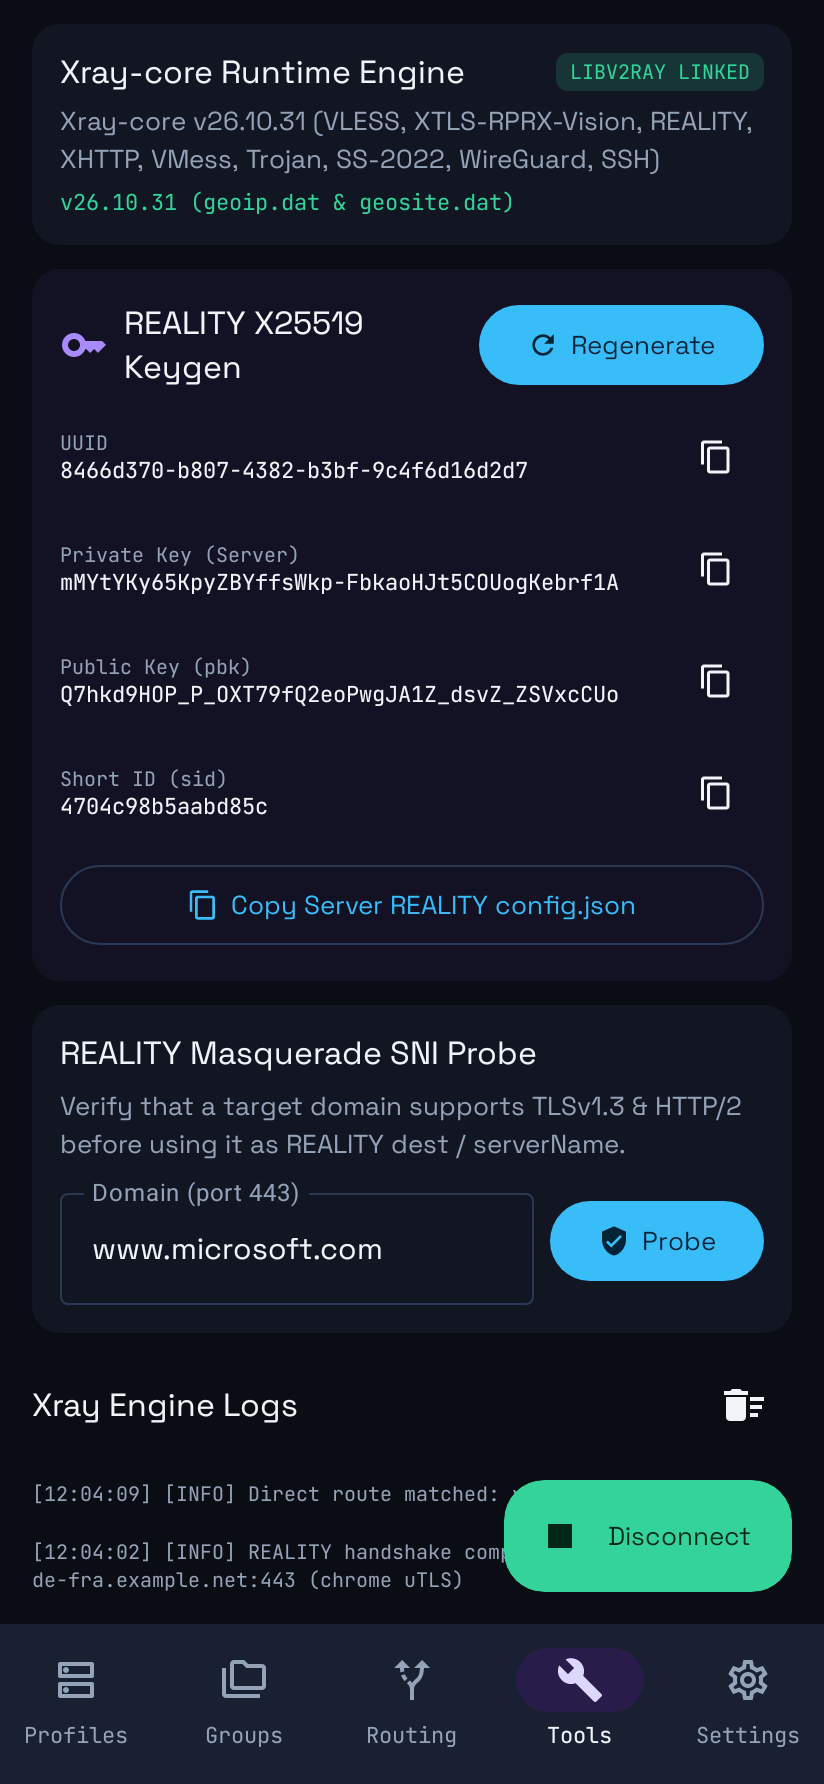 Xray-core Runtime Engine
LIBV2RAY LINKED
Xray-core v26.10.31 (VLESS, XTLS-RPRX-Vision, REALITY,
XHTTP, VMess, Trojan, SS-2022, WireGuard, SSH)
v26.10.31 (geoip.dat & geosite.dat)
REALITY X25519
Keygen
Regenerate
UUID
8466d370-b807-4382-b3bf-9c4f6d16d2d7
Private Key (Server)
mMYtYKy65KpyZBYffsWkp-FbkaoHJt5COUogKebrf1A
Public Key (pbk)
Q7hkd9HOP_P_OXT79fQ2eoPwgJA1Z_dsvZ_ZSVxcCUo
Short ID (sid)
4704c98b5aabd85c
Copy Server REALITY config.json
REALITY Masquerade SNI Probe
Verify that a target domain supports TLSv1.3 & HTTP/2
before using it as REALITY dest / serverName.
Domain (port 443)
www.microsoft.com
Probe
Xray Engine Logs
[12:04:09] [INFO] Direct route matched:
[12:04:02] [INFO] REALITY handshake
de-fra.example.net:443 (chrome uTLS)
Disconnect
Profiles
Groups
Routing
Tools
Settings